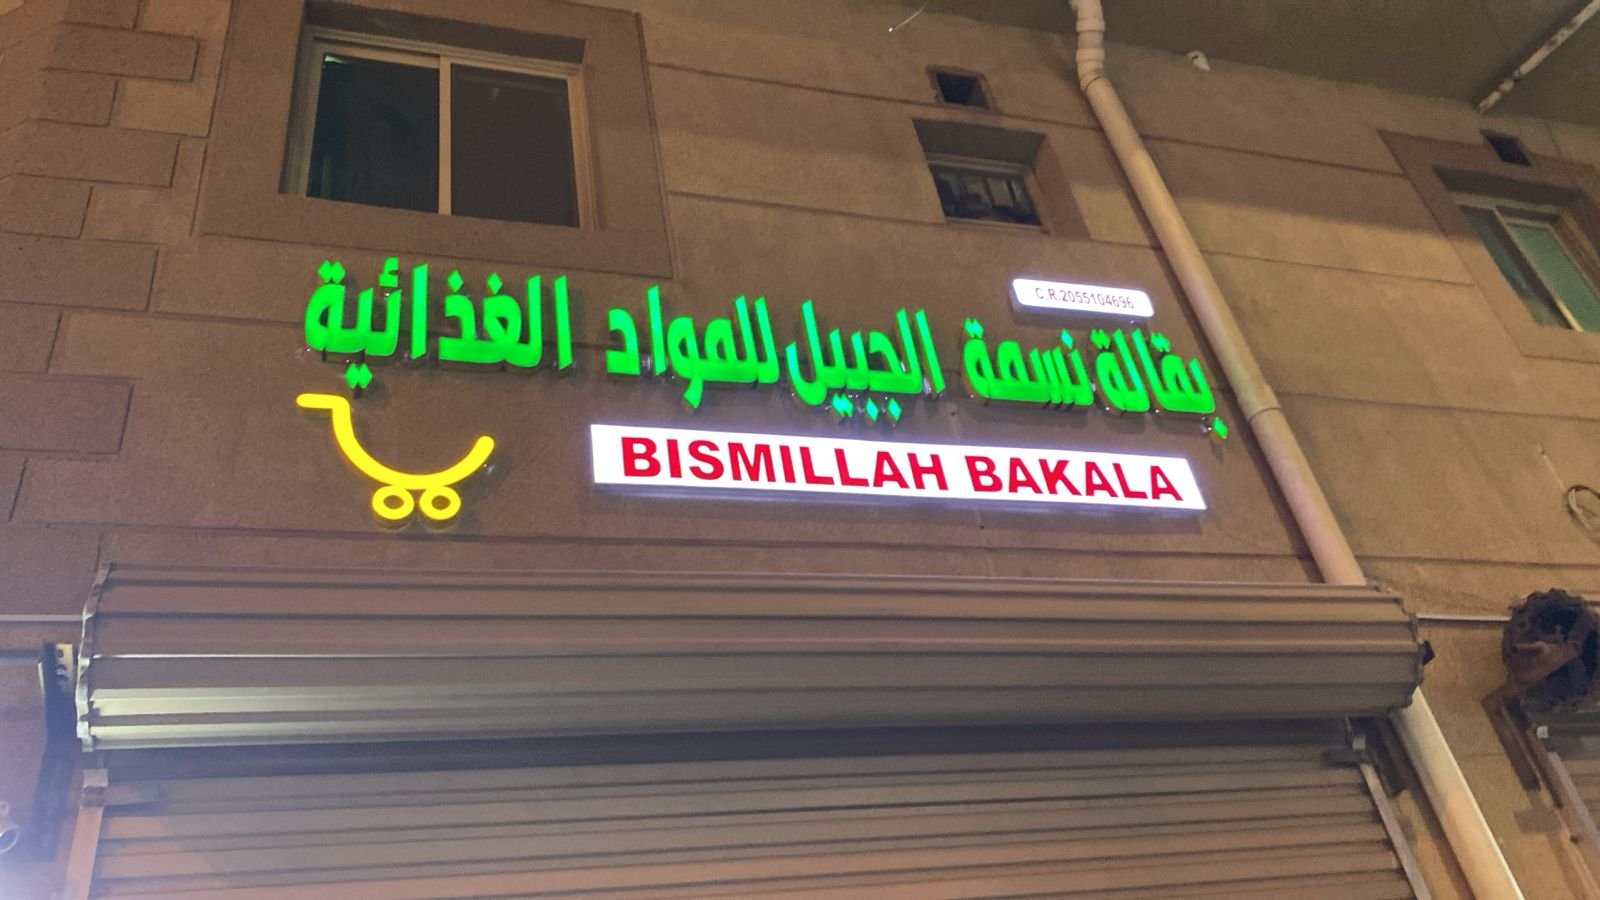 C.R.2055104696
بقالة نسمة الجبيل للمواد الغذائية
BISMILLAH BAKALA